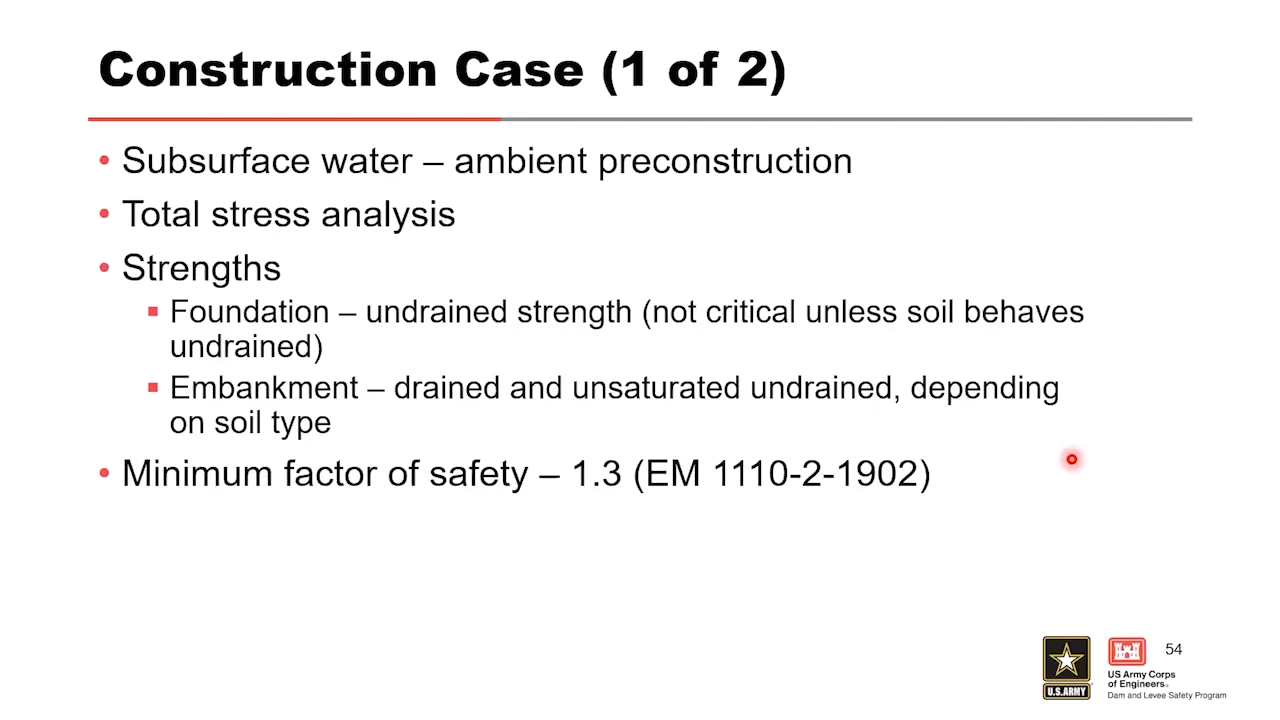 Construction Case (1 of 2)
• Subsurface water – ambient preconstruction
• Total stress analysis
• Strengths
▪ Foundation – undrained strength (not critical unless soil behaves
undrained)
▪ Embankment – drained and unsaturated undrained, depending
on soil type
• Minimum factor of safety – 1.3 (EM 1110-2-1902)
U.S.ARMY
US Army Corps
of Engineers®
Dam and Levee Safety Program
54